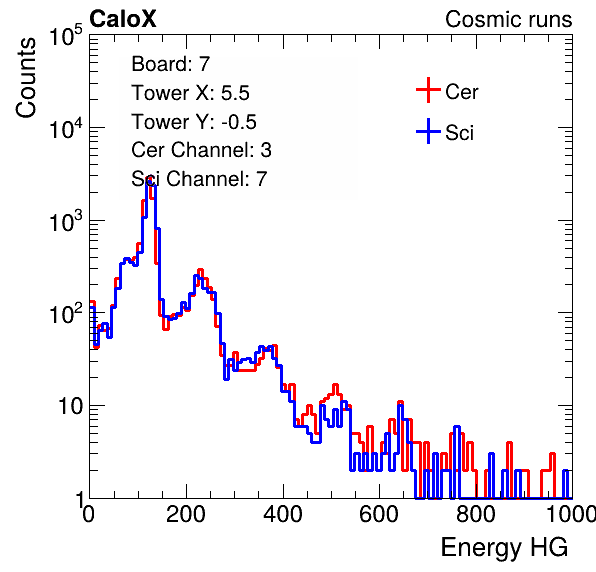 CaloX
Cosmic runs
Counts
10^5
10^4
10^3
10^2
10
1
Board: 7
Tower X: 5.5
Tower Y: -0.5
Cer Channel: 3
Sci Channel: 7
Cer
Sci
0 200 400 600 800 1000
Energy HG